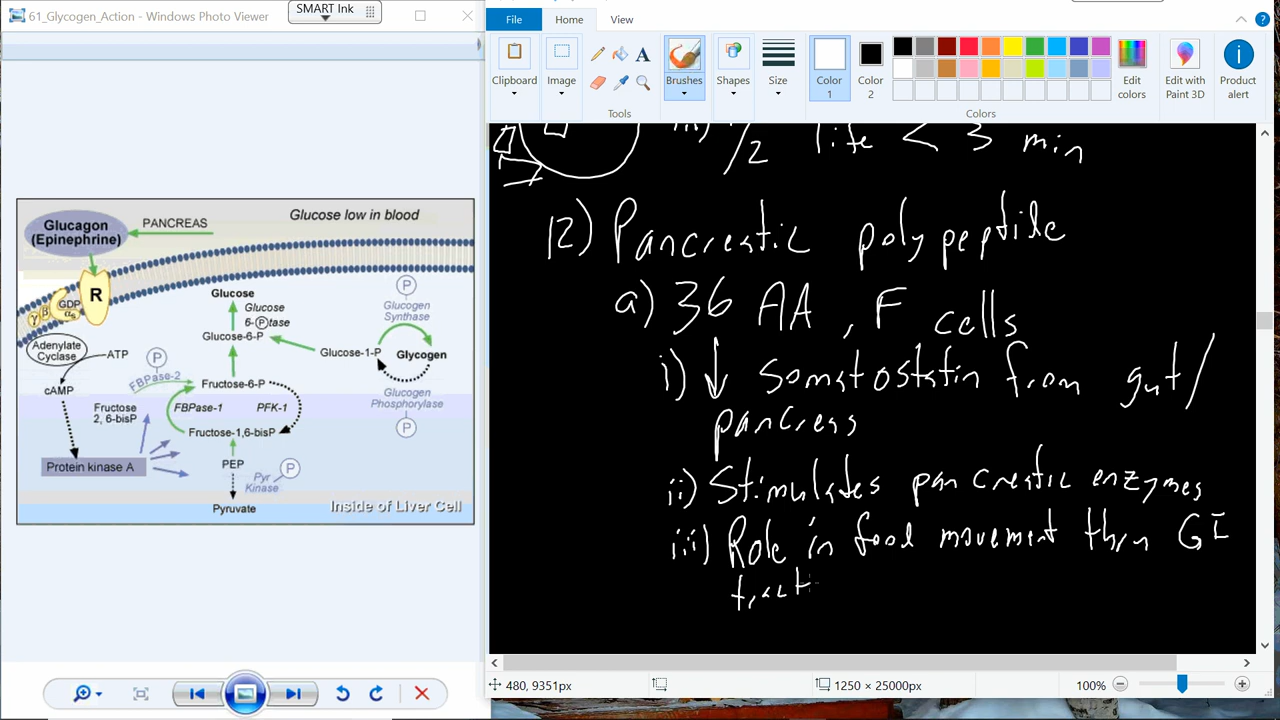 61_Glycogen_Action - Windows Photo Viewer
SMART Ink
File Home View
Clipboard Image Brushes Shapes Size Color 1 Color 2 Edit colors Edit with Paint 3D Product alert
Tools Colors
Glucagon (Epinephrine)
PANCREAS
Glucose low in blood
R
GDP
γ β αs
Adenylate Cyclase
ATP
cAMP
Protein kinase A
P
FBPase-2
Fructose 2, 6-bisP
Glucose
Glucose 6-P tase
Glucose-6-P
Glucose-1-P
P
Glucogen Synthase
Glycogen
Glucogen Phosphorylase
P
Fructose-6-P
FBPase-1 PFK-1
Fructose-1,6-bisP
PEP
Pyr Kinase
P
Pyruvate
Inside of Liver Cell
1/2 life < 3 min
12) Pancreatic polypeptide
a) 36 AA, F cells
i) ↓ Somatostatin from gut/
pancreas
ii) Stimulates pancreatic enzymes
iii) Role in food movement thru GI
tract
480, 9351px 1250 × 25000px 100%